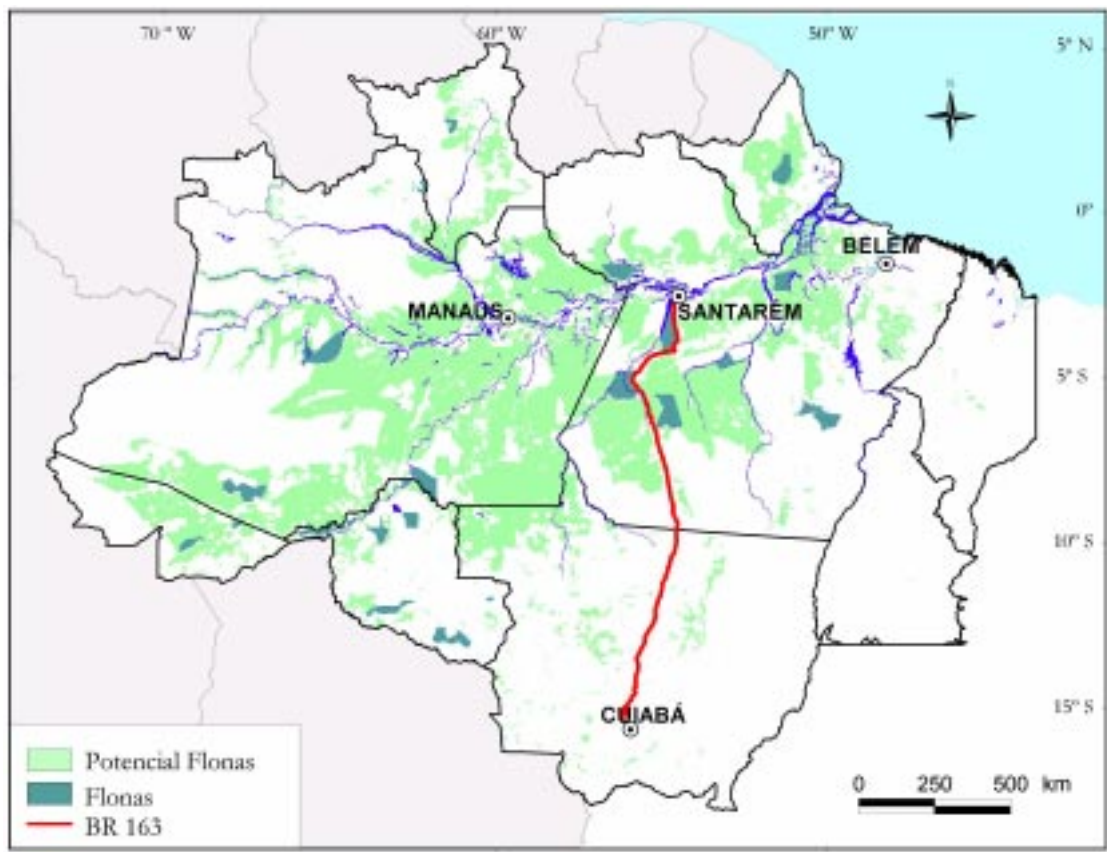 70° W 60° W 50° W
5° N
0°
BELÉM
MANAUS
SANTARÉM
5° S
10° S
CUIABÁ
15° S
Potencial Flonas
Flonas
BR 163
0 250 500 km